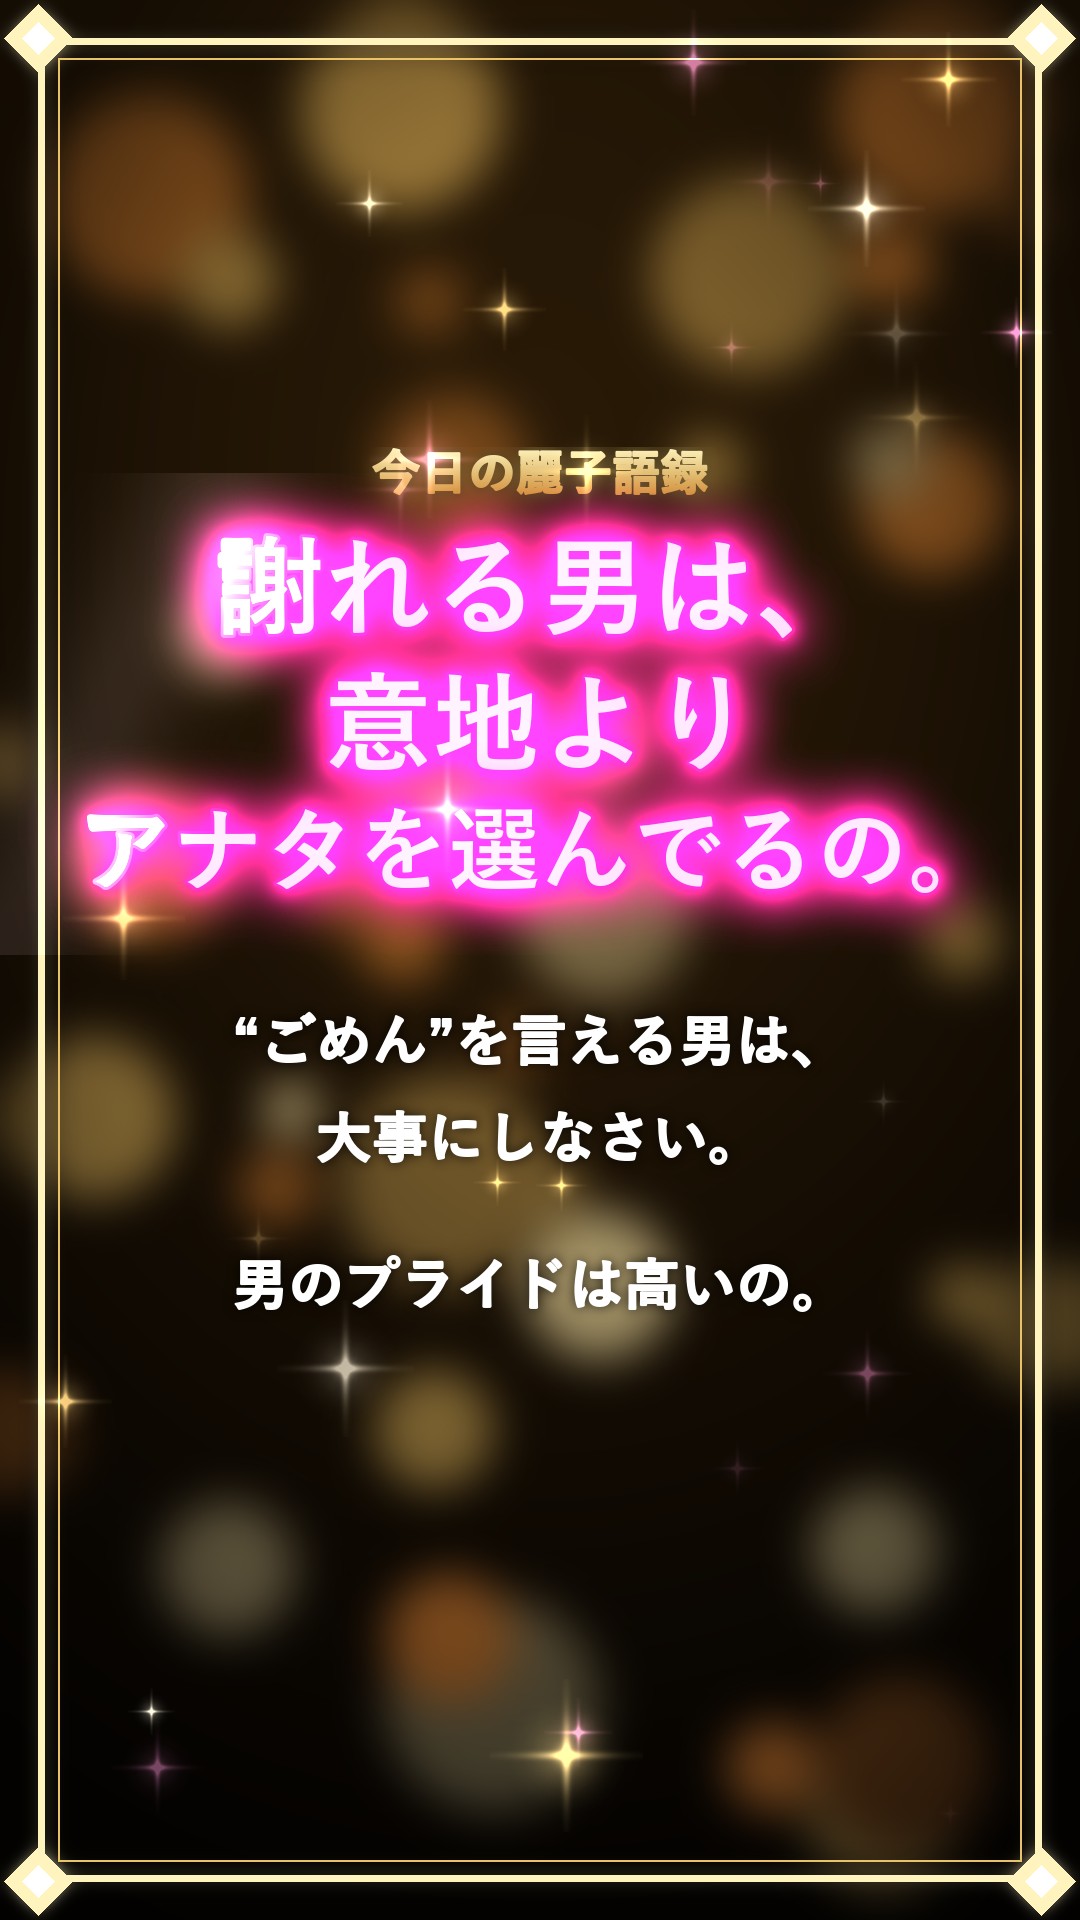 今日の麗子語録
謝れる男は、
意地より
アナタを選んでるの。
“ごめん”を言える男は、
大事にしなさい。
男のプライドは高いの。